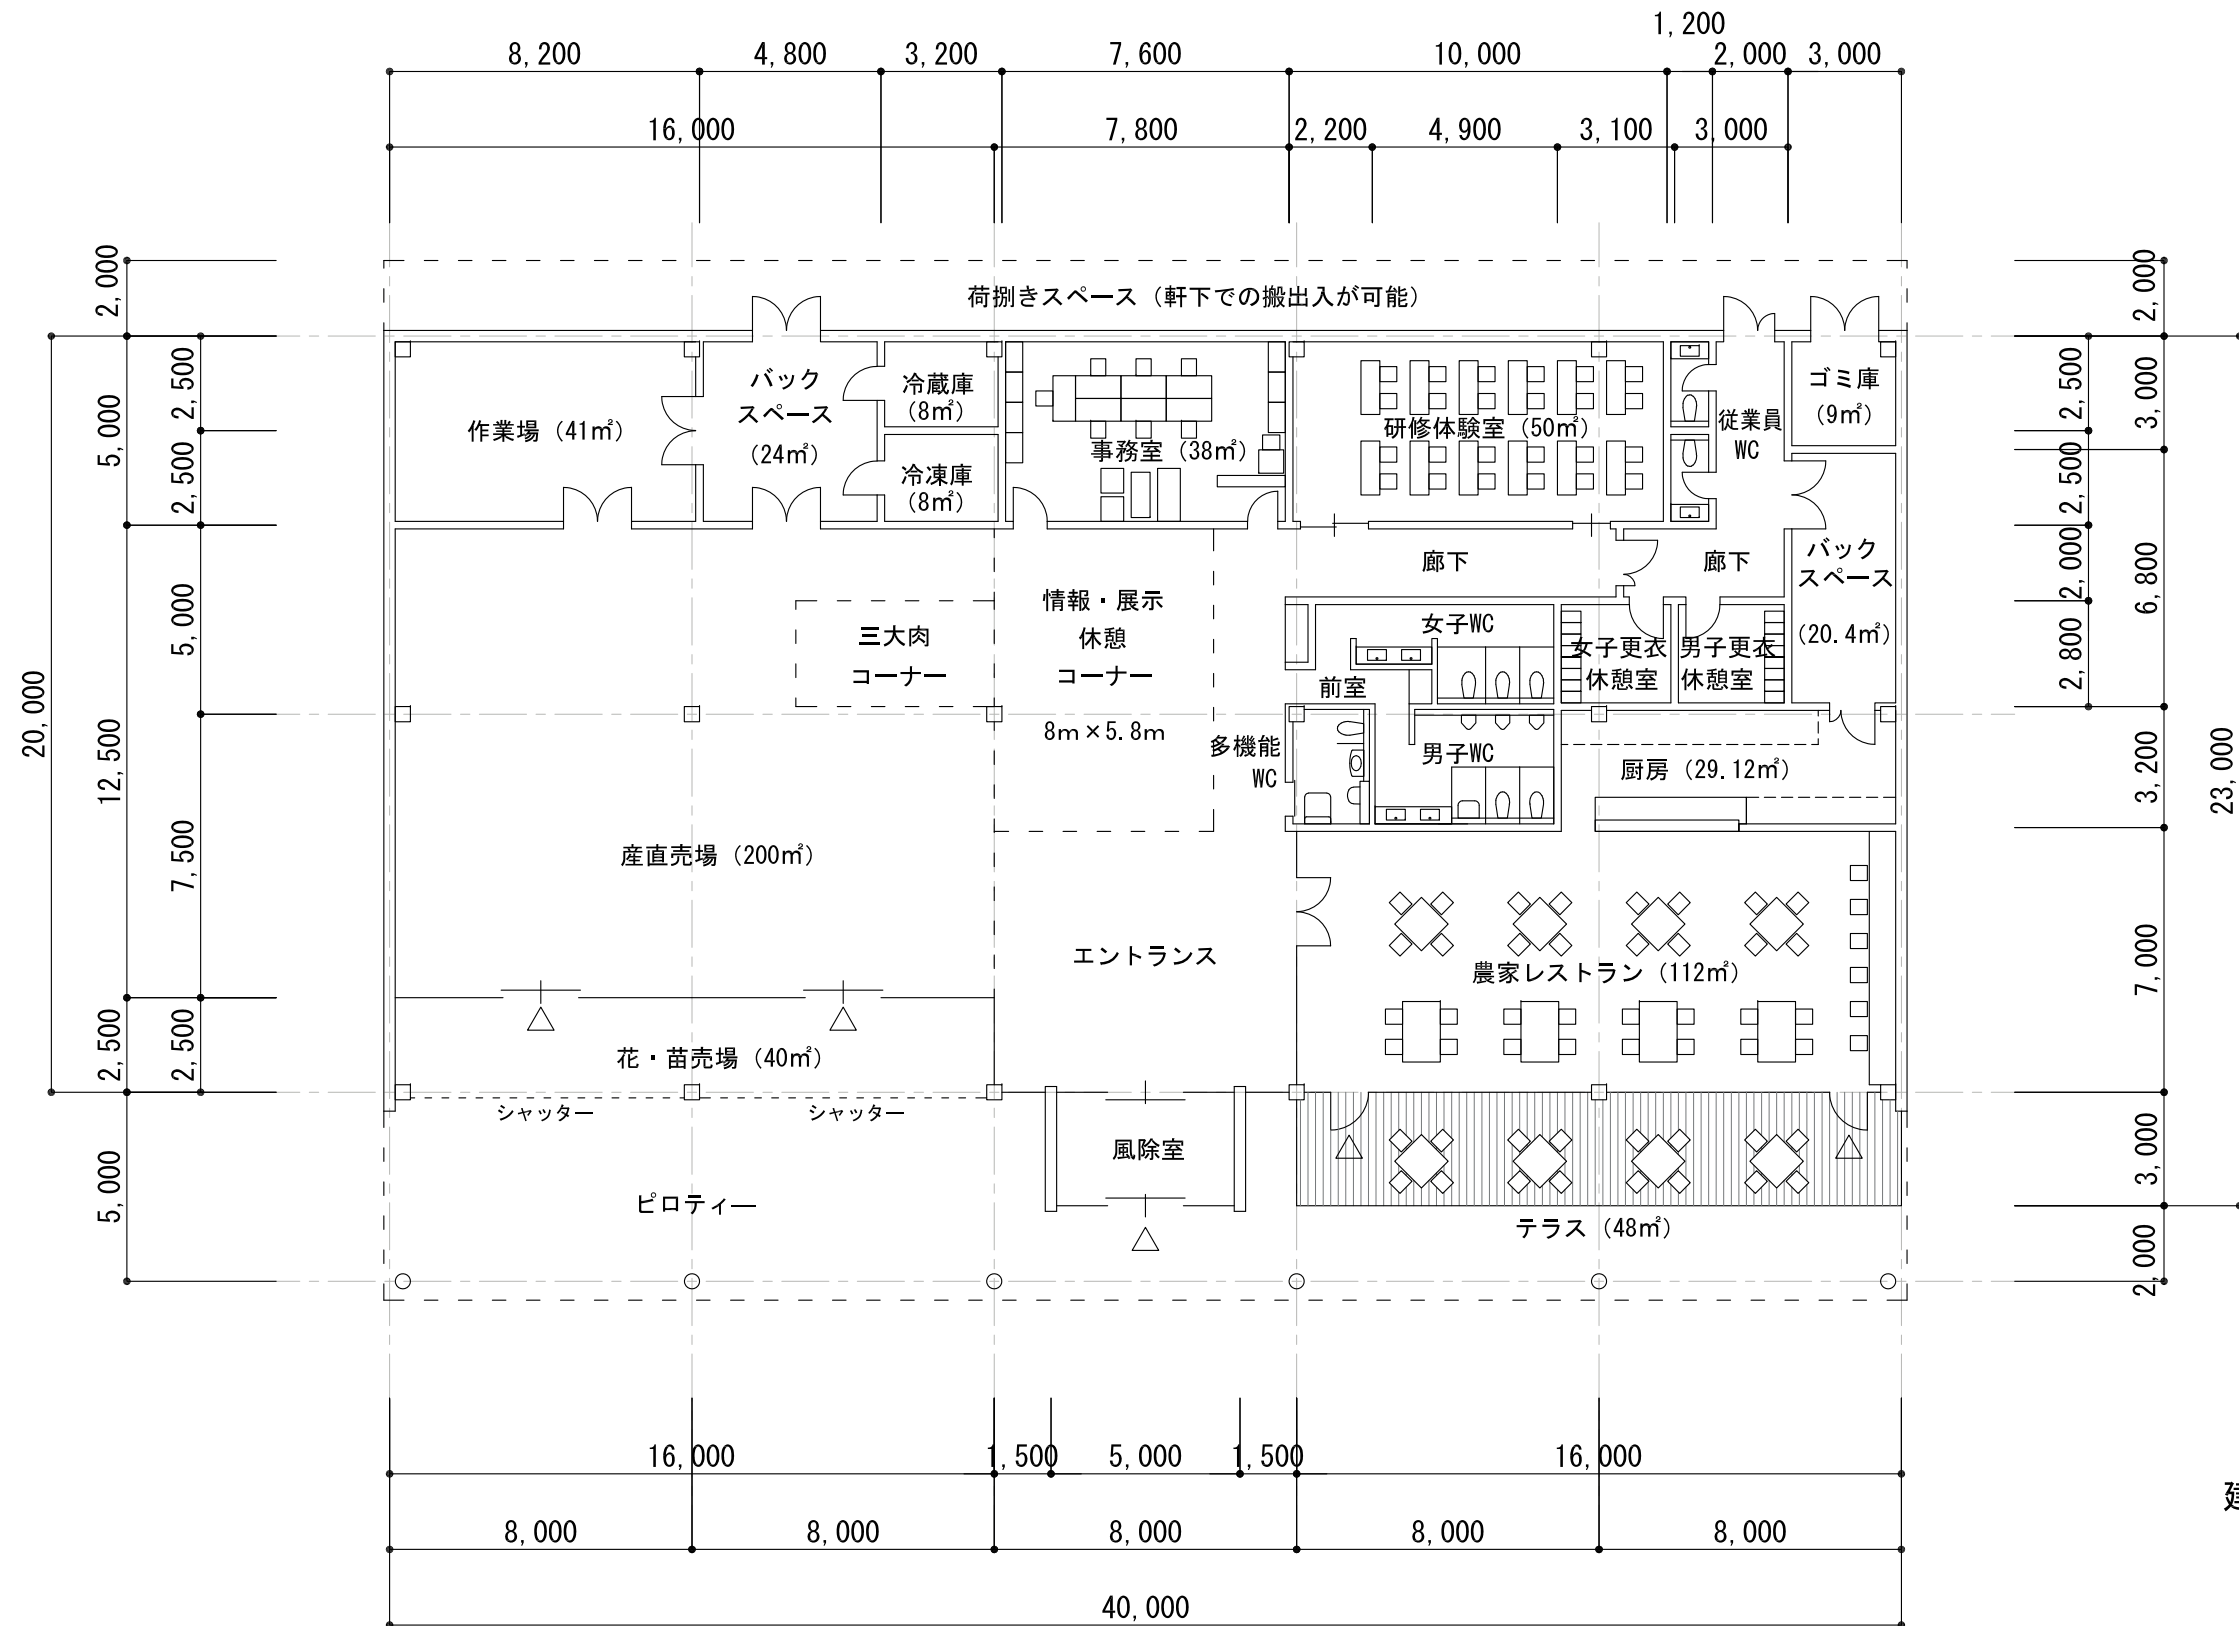 1,200
8,200 4,800 3,200 7,600 10,000 2,000 3,000
16,000 7,800 2,200 4,900 3,100 3,000
2,000
2,000
荷捌きスペース（軒下での搬出入が可能）
5,000
2,500
2,500
作業場（41㎡）
バック
スペース
（24㎡）
冷蔵庫
（8㎡）
冷凍庫
（8㎡）
事務室（38㎡）
研修体験室（50㎡）
従業員
WC
ゴミ庫
（9㎡）
2,500
2,500
3,000
廊下
廊下
バック
スペース
（20.4㎡）
2,000
2,800
6,800
20,000
12,500
5,000
7,500
三大肉
コーナー
情報・展示
休憩
コーナー
8m×5.8m
女子WC
前室
女子更衣
休憩室
男子更衣
休憩室
多機能
WC
男子WC
厨房（29.12㎡）
3,200
23,000
産直売場（200㎡）
エントランス
農家レストラン（112㎡）
7,000
2,500
2,500
花・苗売場（40㎡）
シャッター
シャッター
5,000
風除室
ピロティー
テラス（48㎡）
3,000
2,000
16,000 1,500 5,000 1,500 16,000
8,000 8,000 8,000 8,000 8,000
40,000